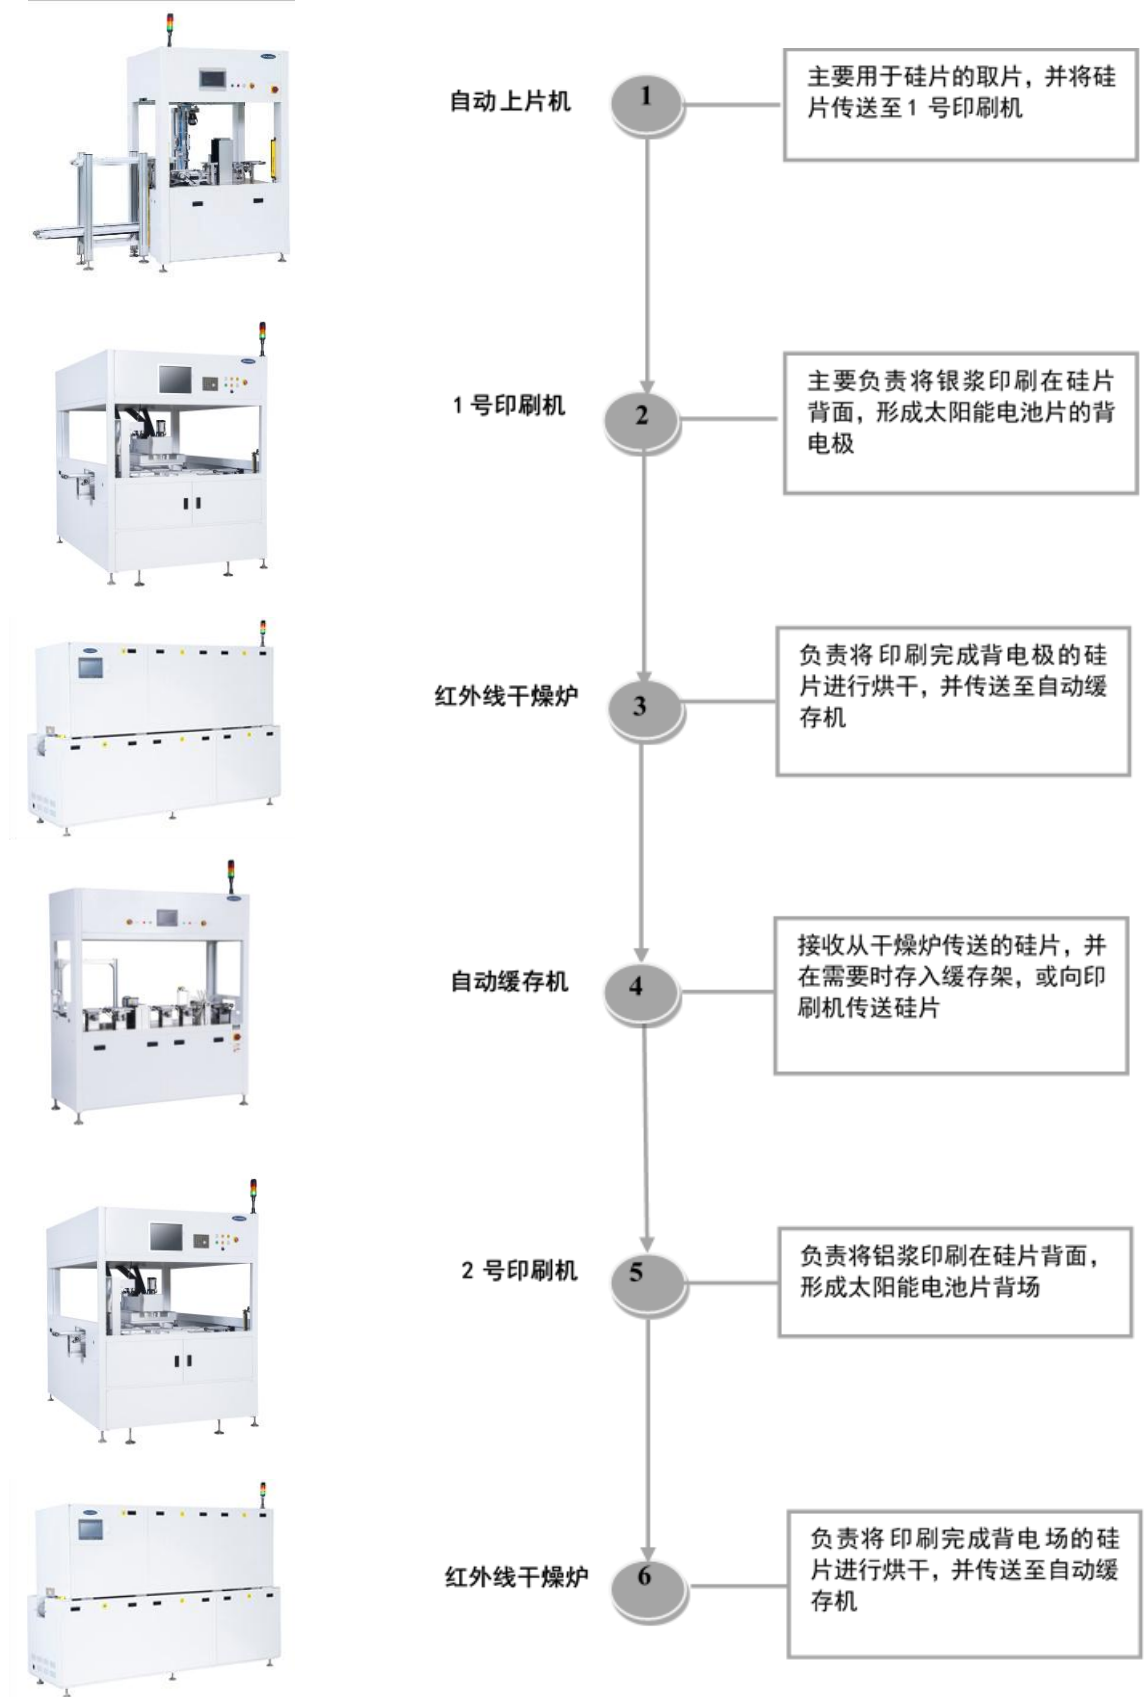 自动上片机
1
主要用于硅片的取片，并将硅
片传送至1 号印刷机
1 号印刷机
2
主要负责将银浆印刷在硅片
背面，形成太阳能电池片的背
电极
红外线干燥炉
3
负责将印刷完成背电极的硅
片进行烘干，并传送至自动缓
存机
自动缓存机
4
接收从干燥炉传送的硅片，并
在需要时存入缓存架，或向印
刷机传送硅片
2 号印刷机
5
负责将铝浆印刷在硅片背面，
形成太阳能电池片背场
红外线干燥炉
6
负责将印刷完成背电场的硅
片进行烘干，并传送至自动缓
存机